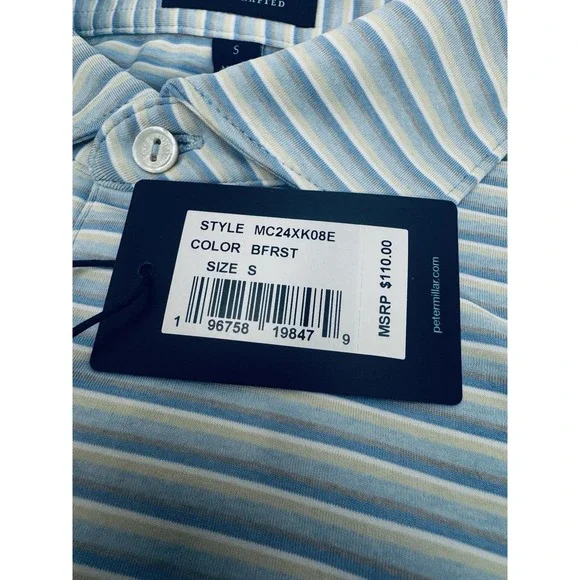 S
STYLE MC24XK08E
COLOR BFRST
SIZE S
1 96758 19847 9
MSRP $110.00
petermillar.com